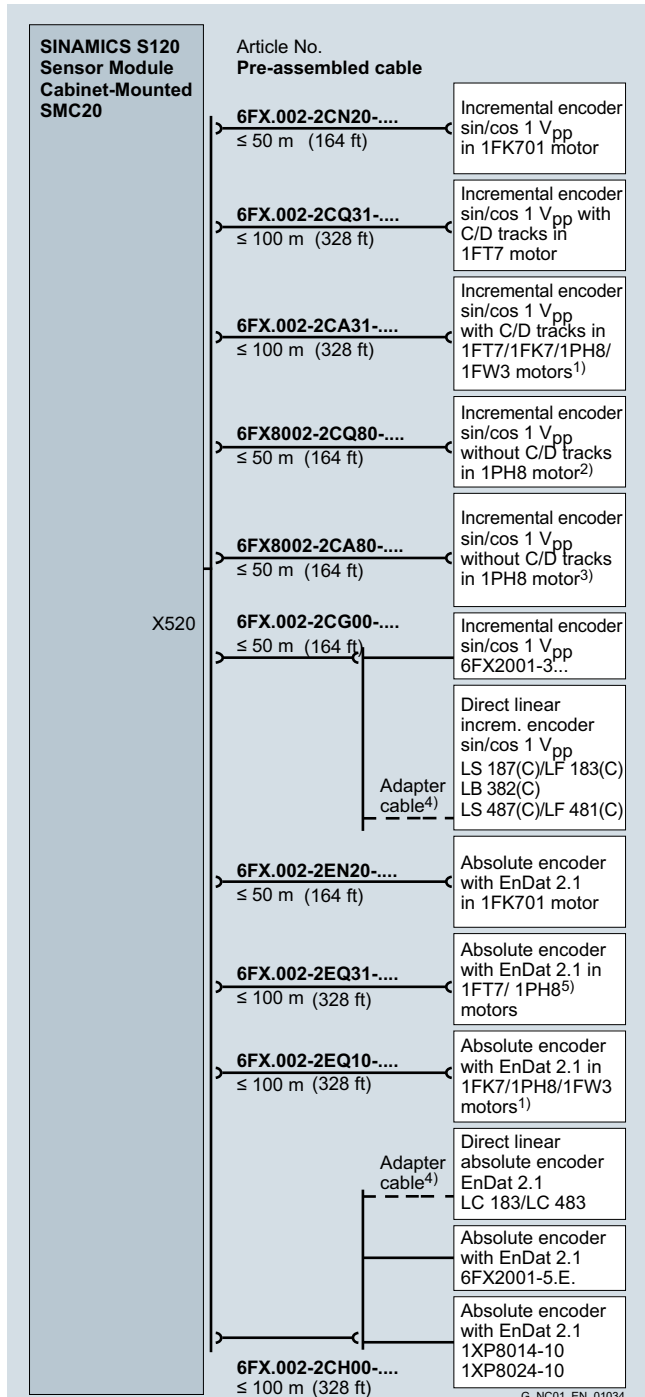 SINAMICS S120
Sensor Module
Cabinet-Mounted
SMC20
Article No.
Pre-assembled cable
6FX.002-2CN20-....
≤ 50 m (164 ft)
Incremental encoder
sin/cos 1 Vpp
in 1FK701 motor
6FX.002-2CQ31-....
≤ 100 m (328 ft)
Incremental encoder
sin/cos 1 Vpp with
C/D tracks in
1FT7 motor
6FX.002-2CA31-....
≤ 100 m (328 ft)
Incremental encoder
sin/cos 1 Vpp
with C/D tracks in
1FT7/1FK7/1PH8/
1FW3 motors1)
6FX8002-2CQ80-....
≤ 50 m (164 ft)
Incremental encoder
sin/cos 1 Vpp
without C/D tracks
in 1PH8 motor2)
6FX8002-2CA80-....
≤ 50 m (164 ft)
Incremental encoder
sin/cos 1 Vpp
without C/D tracks
in 1PH8 motor3)
X520
6FX.002-2CG00-....
≤ 50 m (164 ft)
Incremental encoder
sin/cos 1 Vpp
6FX2001-3...
Adapter
cable4)
Direct linear
increm. encoder
sin/cos 1 Vpp
LS 187(C)/LF 183(C)
LB 382(C)
LS 487(C)/LF 481(C)
6FX.002-2EN20-....
≤ 50 m (164 ft)
Absolute encoder
with EnDat 2.1
in 1FK701 motor
6FX.002-2EQ31-....
≤ 100 m (328 ft)
Absolute encoder
with EnDat 2.1 in
1FT7/ 1PH85)
motors
6FX.002-2EQ10-....
≤ 100 m (328 ft)
Absolute encoder
with EnDat 2.1 in
1FK7/1PH8/1FW3
motors1)
Adapter
cable4)
Direct linear
absolute encoder
EnDat 2.1
LC 183/LC 483
Absolute encoder
with EnDat 2.1
6FX2001-5.E.
6FX.002-2CH00-....
≤ 100 m (328 ft)
Absolute encoder
with EnDat 2.1
1XP8014-10
1XP8024-10
G_NC01_EN_01034